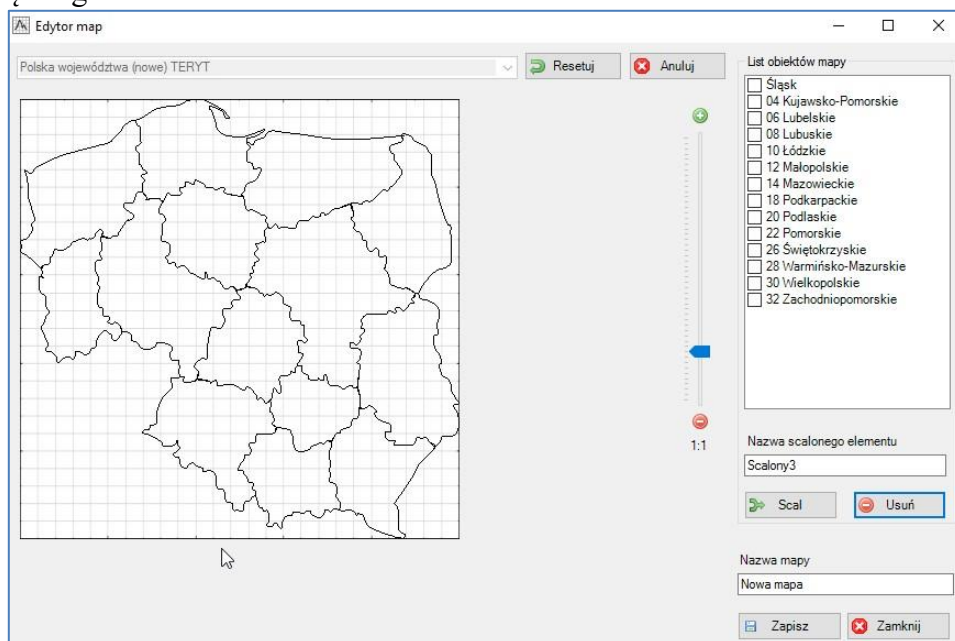 Edytor map
Polska województwa (nowe) TERYT
Resetuj
Anuluj
List obiektów mapy
Śląsk
04 Kujawsko-Pomorskie
06 Lubelskie
08 Lubuskie
10 Łódzkie
12 Małopolskie
14 Mazowieckie
18 Podkarpackie
20 Podlaskie
22 Pomorskie
26 Świętokrzyskie
28 Warmińsko-Mazurskie
30 Wielkopolskie
32 Zachodniopomorskie
1:1
Nazwa scalonego elementu
Scalony3
Scal
Usuń
Nazwa mapy
Nowa mapa
Zapisz
Zamknij